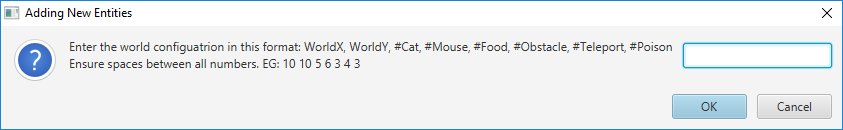 Adding New Entities
Enter the world configuatrion in this format: WorldX, WorldY, #Cat, #Mouse, #Food, #Obstacle, #Teleport, #Poison
Ensure spaces between all numbers. EG: 10 10 5 6 3 4 3
?
OK
Cancel